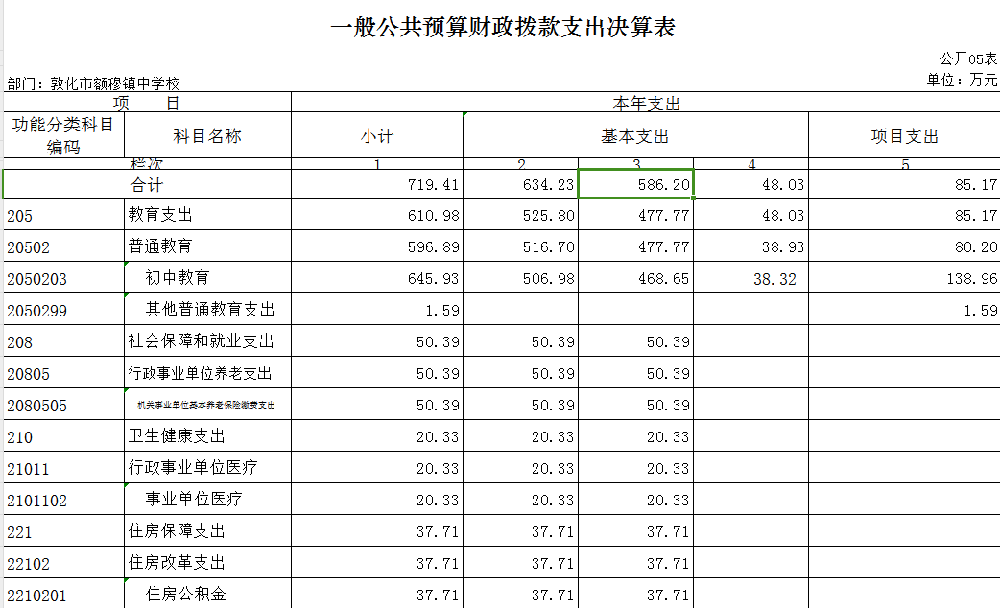 一般公共预算财政拨款支出决算表
公开05表
部门：敦化市额穆镇中学校 单位：万元
项 目 本年支出
功能分类科目编码 科目名称 小计 基本支出 项目支出
栏次 1 2 3 4 5
合计 719.41 634.23 586.20 48.03 85.17
205 教育支出 610.98 525.80 477.77 48.03 85.17
20502 普通教育 596.89 516.70 477.77 38.93 80.20
2050203 初中教育 645.93 506.98 468.65 38.32 138.96
2050299 其他普通教育支出 1.59 1.59
208 社会保障和就业支出 50.39 50.39 50.39
20805 行政事业单位养老支出 50.39 50.39 50.39
2080505 机关事业单位基本养老保险缴费支出 50.39 50.39 50.39
210 卫生健康支出 20.33 20.33 20.33
21011 行政事业单位医疗 20.33 20.33 20.33
2101102 事业单位医疗 20.33 20.33 20.33
221 住房保障支出 37.71 37.71 37.71
22102 住房改革支出 37.71 37.71 37.71
2210201 住房公积金 37.71 37.71 37.71